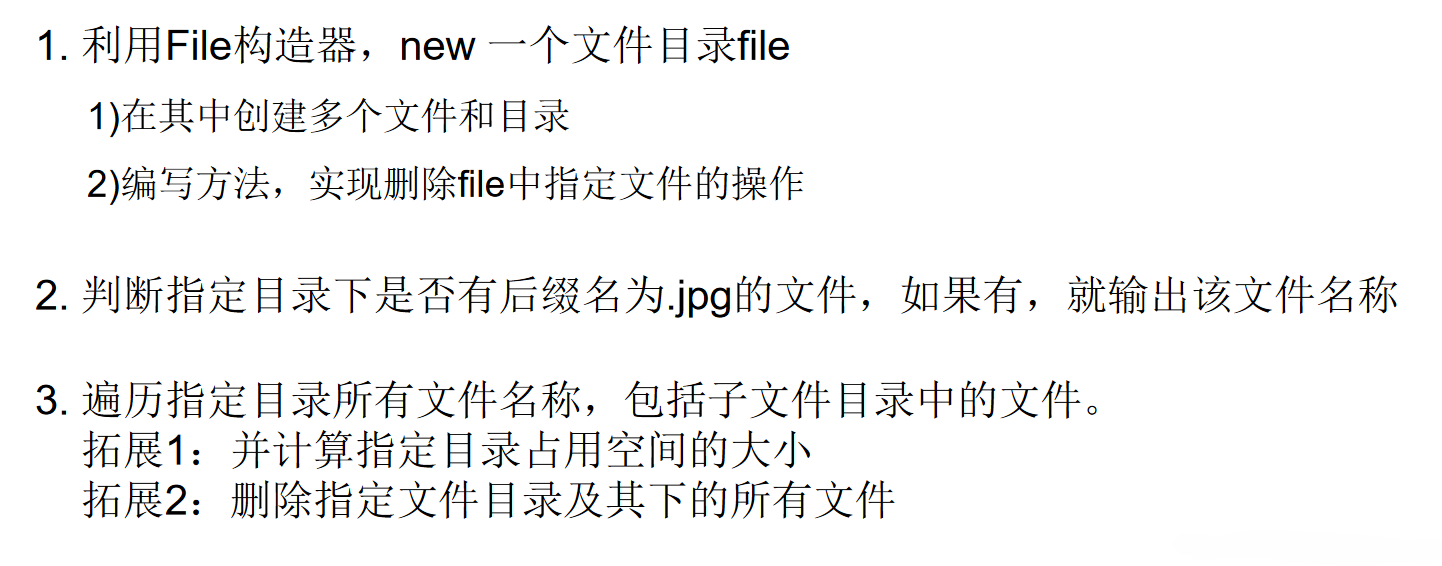 1. 利用File构造器，new 一个文件目录file
1)在其中创建多个文件和目录
2)编写方法，实现删除file中指定文件的操作
2. 判断指定目录下是否有后缀名为.jpg的文件，如果有，就输出该文件名称
3. 遍历指定目录所有文件名称，包括子文件目录中的文件。
拓展1：并计算指定目录占用空间的大小
拓展2：删除指定文件目录及其下的所有文件